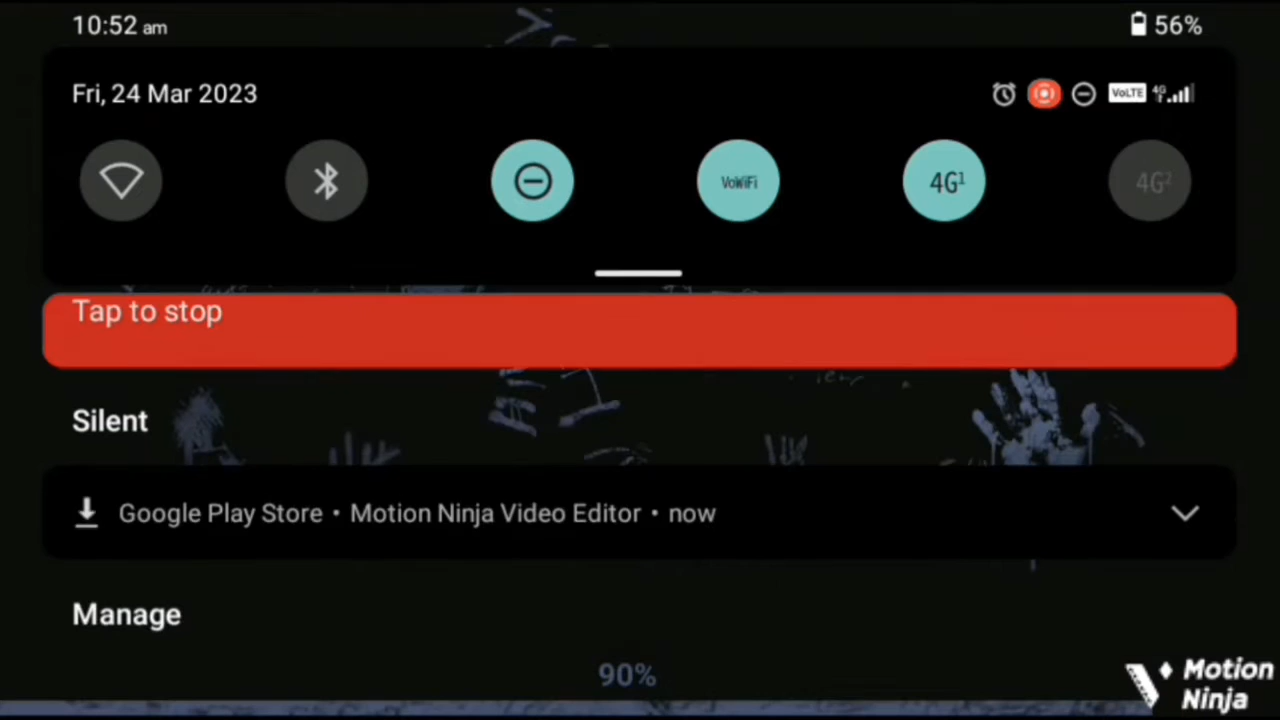 10:52 am
56%
Fri, 24 Mar 2023
VoLTE 4G
VoWiFi
4G1
4G2
Tap to stop
Silent
Google Play Store • Motion Ninja Video Editor • now
Manage
90%
Motion
Ninja